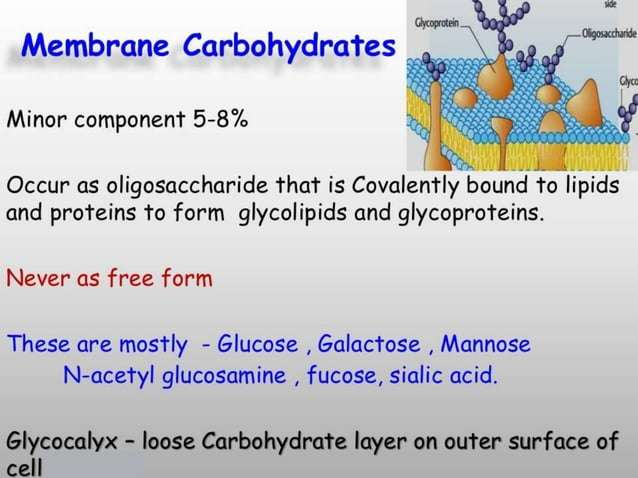 Membrane Carbohydrates
side
Glycoprotein
Oligosaccharide
Glyco
Minor component 5-8%
Occur as oligosaccharide that is Covalently bound to lipids
and proteins to form glycolipids and glycoproteins.
Never as free form
These are mostly - Glucose , Galactose , Mannose
N-acetyl glucosamine , fucose, sialic acid.
Glycocalyx – loose Carbohydrate layer on outer surface of
cell